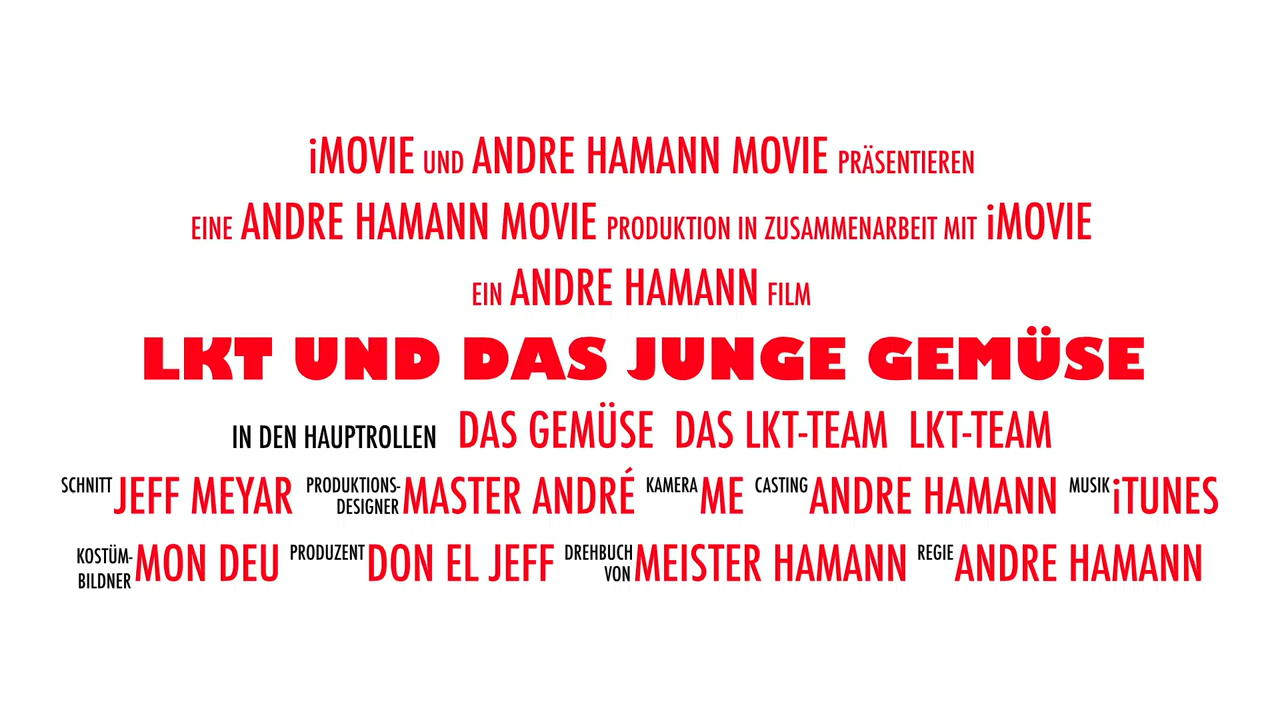 iMOVIE UND ANDRE HAMANN MOVIE PRÄSENTIEREN
EINE ANDRE HAMANN MOVIE PRODUKTION IN ZUSAMMENARBEIT MIT iMOVIE
EIN ANDRE HAMANN FILM
LKT UND DAS JUNGE GEMÜSE
IN DEN HAUPTROLLEN DAS GEMÜSE DAS LKT-TEAM LKT-TEAM
SCHNITT JEFF MEYAR PRODUKTIONS-DESIGNER MASTER ANDRÉ KAMERA ME CASTING ANDRE HAMANN MUSIK iTUNES
KOSTÜM-BILDNER MON DEU PRODUZENT DON EL JEFF DREHBUCH VON MEISTER HAMANN REGIE ANDRE HAMANN